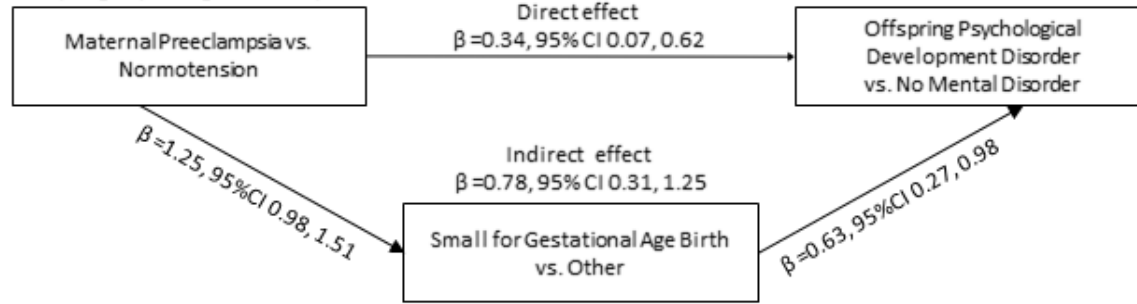 Direct effect
β=0.34, 95% CI 0.07, 0.62
Maternal Preeclampsia vs.
Normotension
Offspring Psychological
Development Disorder
vs. No Mental Disorder
β=1.25, 95%CI 0.98, 1.51
Indirect effect
β=0.78, 95% CI 0.31, 1.25
β=0.63, 95%CI 0.27, 0.98
Small for Gestational Age Birth
vs. Other